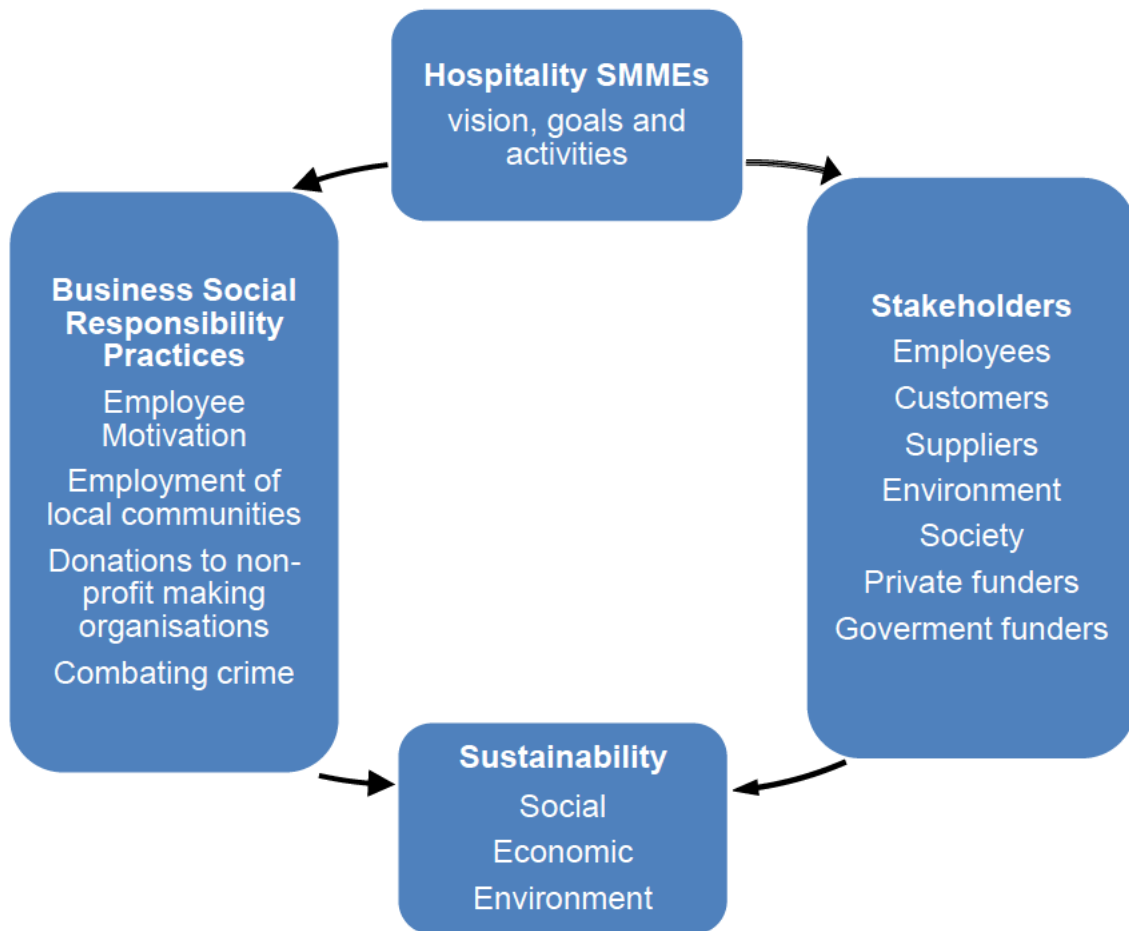 Hospitality SMMEs
vision, goals and
activities
Business Social
Responsibility
Practices
Employee
Motivation
Employment of
local communities
Donations to non-
profit making
organisations
Combating crime
Stakeholders
Employees
Customers
Suppliers
Environment
Society
Private funders
Goverment funders
Sustainability
Social
Economic
Environment